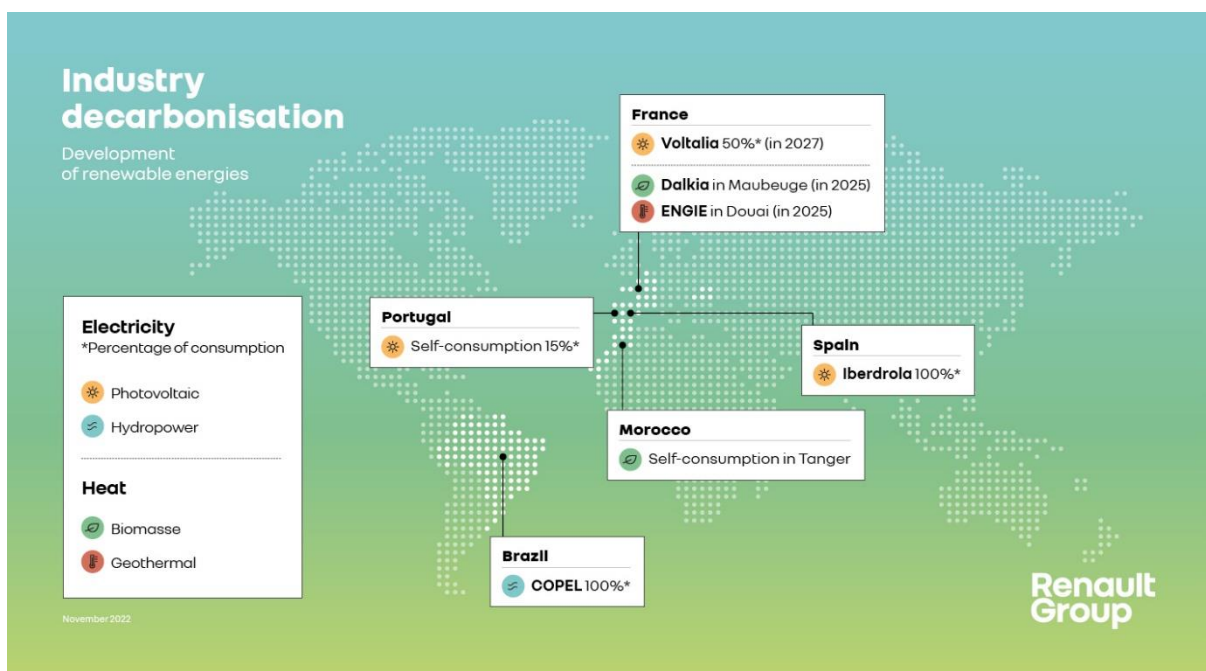 Industry
decarbonisation
Development
of renewable energies
France
Voltalia 50%* (in 2027)
Dalkia in Maubeuge (in 2025)
ENGIE in Douai (in 2025)
Portugal
Self-consumption 15%*
Spain
Iberdrola 100%*
Morocco
Self-consumption in Tanger
Brazil
COPEL 100%*
Electricity
*Percentage of consumption
Photovoltaic
Hydropower
Heat
Biomasse
Geothermal
November 2022
Renault
Group